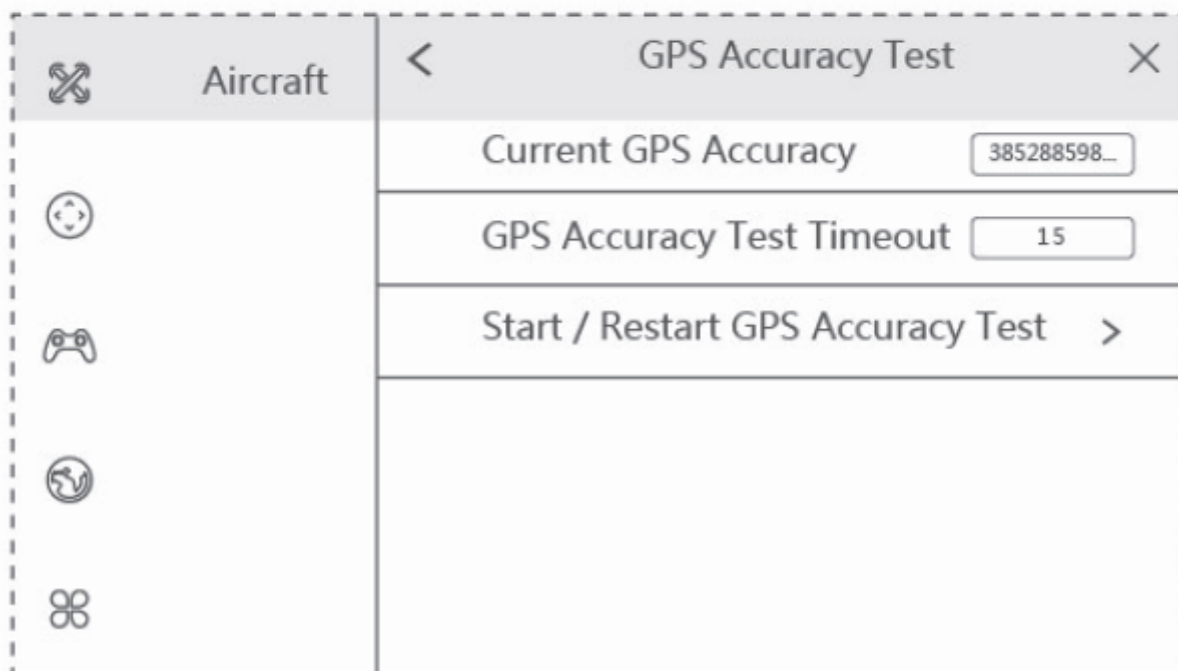 Aircraft
GPS Accuracy Test
Current GPS Accuracy 385288598...
GPS Accuracy Test Timeout 15
Start / Restart GPS Accuracy Test